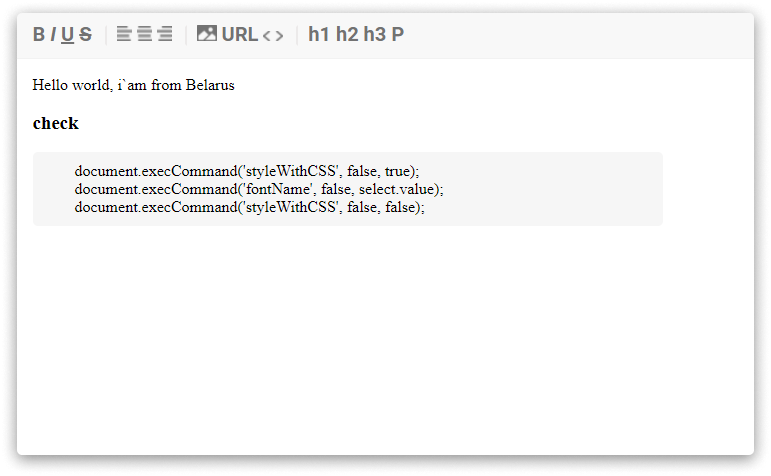 B I U S URL <> h1 h2 h3 P
Hello world, i`am from Belarus
check
document.execCommand('styleWithCSS', false, true);
document.execCommand('fontName', false, select.value);
document.execCommand('styleWithCSS', false, false);